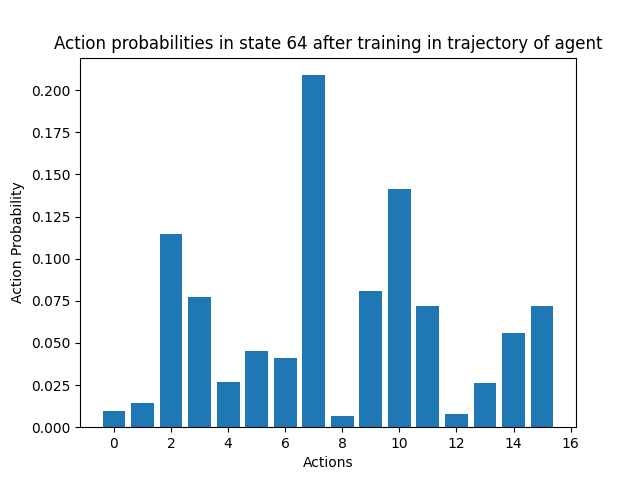 Action probabilities in state 64 after training in trajectory of agent
Action Probability
0.200
0.175
0.150
0.125
0.100
0.075
0.050
0.025
0.000
0 2 4 6 8 10 12 14 16
Actions